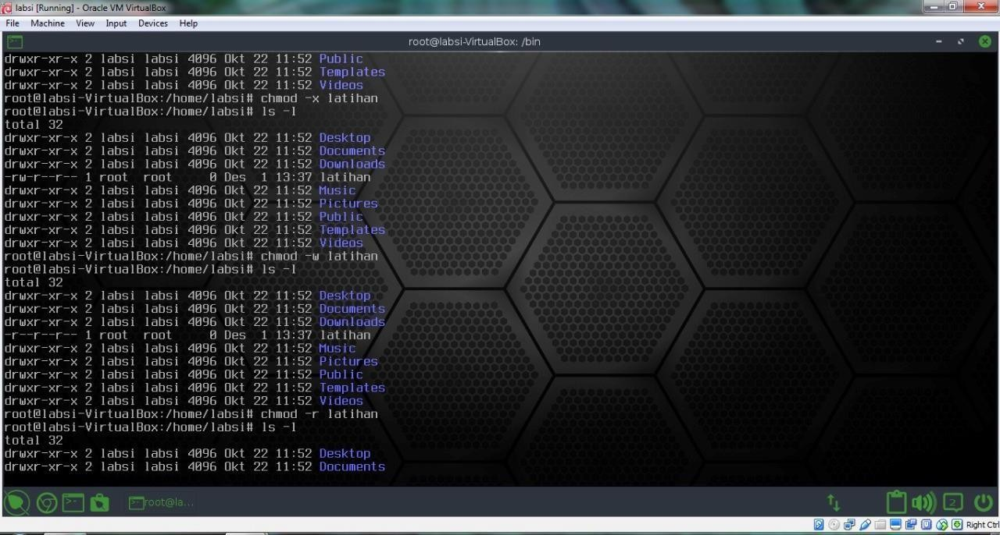 labsi [Running] - Oracle VM VirtualBox
File Machine View Input Devices Help
root@labsi-VirtualBox: /bin
drwxr-xr-x 2 labsi labsi 4096 Okt 22 11:52 Public
drwxr-xr-x 2 labsi labsi 4096 Okt 22 11:52 Templates
drwxr-xr-x 2 labsi labsi 4096 Okt 22 11:52 Videos
root@labsi-VirtualBox:/home/labsi# chmod -x latihan
root@labsi-VirtualBox:/home/labsi# ls -l
total 32
drwxr-xr-x 2 labsi labsi 4096 Okt 22 11:52 Desktop
drwxr-xr-x 2 labsi labsi 4096 Okt 22 11:52 Documents
drwxr-xr-x 2 labsi labsi 4096 Okt 22 11:52 Downloads
-rw-r--r-- 1 root  root     0 Des  1 13:37 latihan
drwxr-xr-x 2 labsi labsi 4096 Okt 22 11:52 Music
drwxr-xr-x 2 labsi labsi 4096 Okt 22 11:52 Pictures
drwxr-xr-x 2 labsi labsi 4096 Okt 22 11:52 Public
drwxr-xr-x 2 labsi labsi 4096 Okt 22 11:52 Templates
drwxr-xr-x 2 labsi labsi 4096 Okt 22 11:52 Videos
root@labsi-VirtualBox:/home/labsi# chmod -w latihan
root@labsi-VirtualBox:/home/labsi# ls -l
total 32
drwxr-xr-x 2 labsi labsi 4096 Okt 22 11:52 Desktop
drwxr-xr-x 2 labsi labsi 4096 Okt 22 11:52 Documents
drwxr-xr-x 2 labsi labsi 4096 Okt 22 11:52 Downloads
-r--r--r-- 1 root  root     0 Des  1 13:37 latihan
drwxr-xr-x 2 labsi labsi 4096 Okt 22 11:52 Music
drwxr-xr-x 2 labsi labsi 4096 Okt 22 11:52 Pictures
drwxr-xr-x 2 labsi labsi 4096 Okt 22 11:52 Public
drwxr-xr-x 2 labsi labsi 4096 Okt 22 11:52 Templates
drwxr-xr-x 2 labsi labsi 4096 Okt 22 11:52 Videos
root@labsi-VirtualBox:/home/labsi# chmod -r latihan
root@labsi-VirtualBox:/home/labsi# ls -l
total 32
drwxr-xr-x 2 labsi labsi 4096 Okt 22 11:52 Desktop
drwxr-xr-x 2 labsi labsi 4096 Okt 22 11:52 Documents
root@la...
2
Right Ctrl